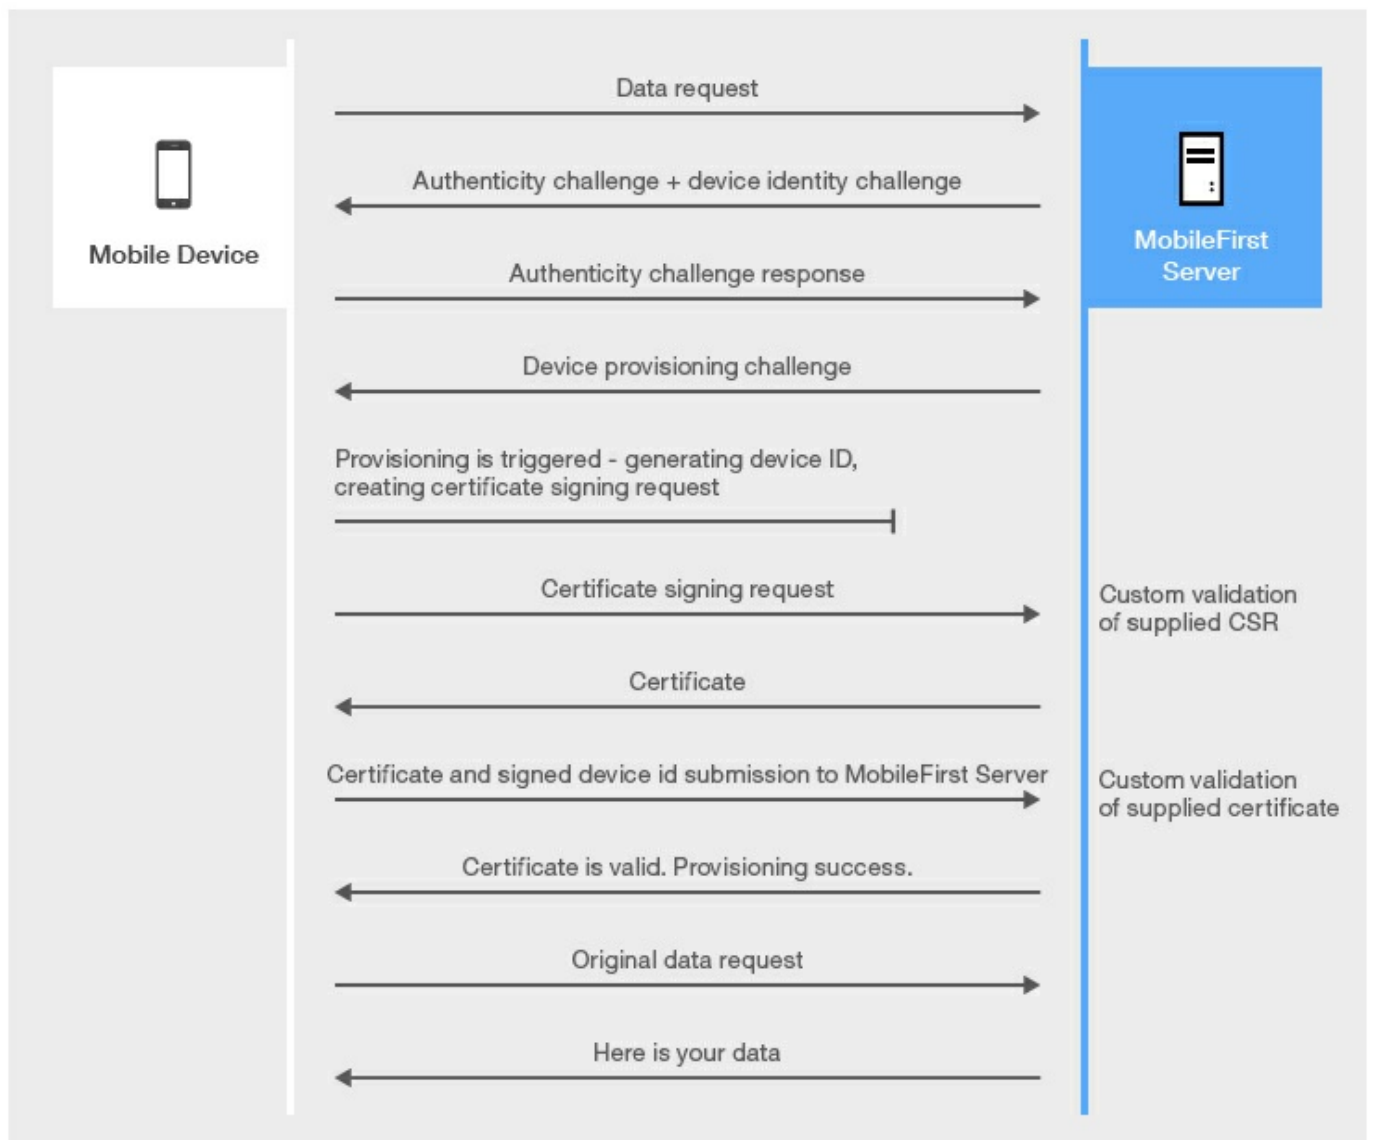 Data request
Authenticity challenge + device identity challenge
Mobile Device
MobileFirst
Server
Authenticity challenge response
Device provisioning challenge
Provisioning is triggered - generating device ID,
creating certificate signing request
Certificate signing request
Custom validation
of supplied CSR
Certificate
Certificate and signed device id submission to MobileFirst Server
Custom validation
of supplied certificate
Certificate is valid. Provisioning success.
Original data request
Here is your data